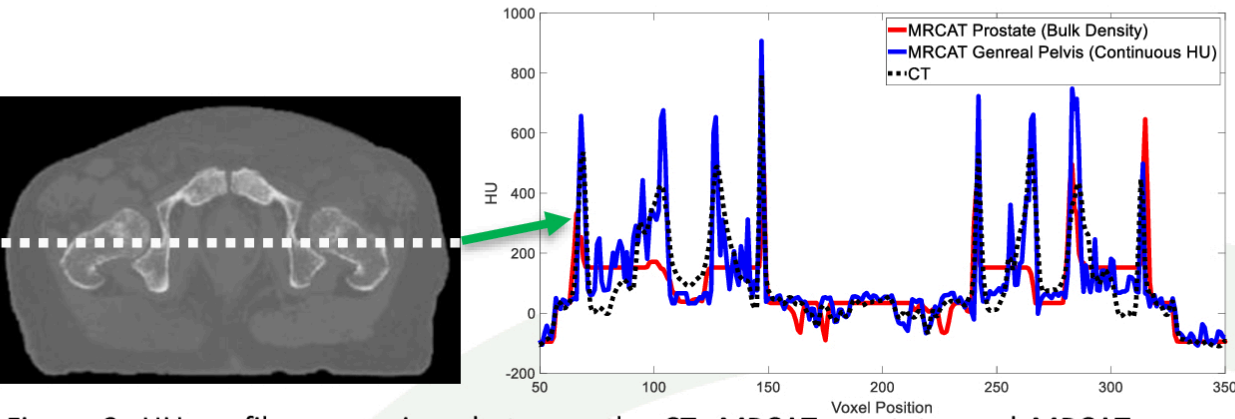 1000
800
600
400
200
0
-200
HU
MRCAT Prostate (Bulk Density)
MRCAT Genreal Pelvis (Continuous HU)
CT
50 100 150 200 250 300 350
Voxel Position